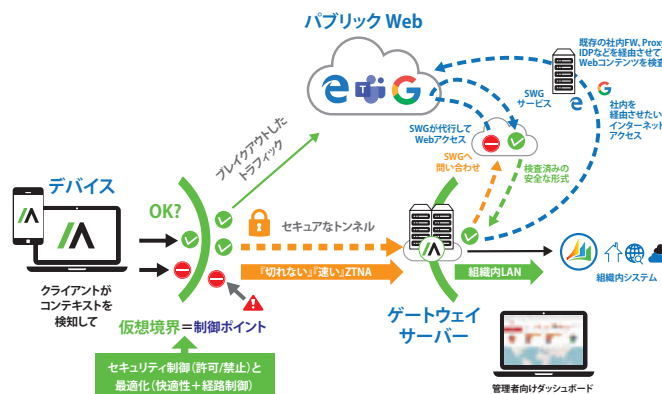 パブリック Web
既存の社内FW、Prox
IDPなどを経由させて
Webコンテンツを検査
SWG
サービス
社内を
経由させたい
インターネット
アクセス
SWGが代行して
Webアクセス
ブレイクアウトした
トラフィック
SWGへ
問い合わせ
検査済みの
安全な形式
デバイス
OK?
セキュアなトンネル
『切れない』『速い』ZTNA
組織内LAN
組織内システム
クライアントが
コンテキストを
検知して
仮想境界=制御ポイント
ゲートウェイ
サーバー
セキュリティ制御（許可/禁止）と
最適化（快適性＋経路制御）
管理者向けダッシュボード